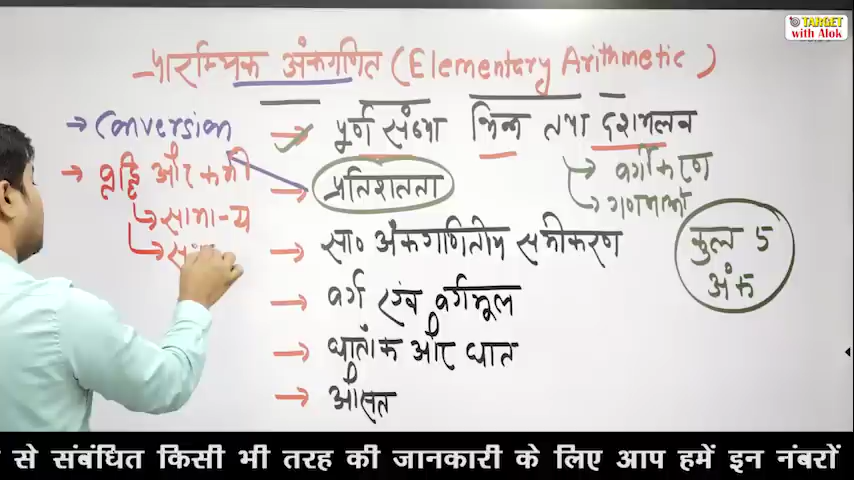 TARGET
with Alok
प्रारम्भिक अंकगणित (Elementary Arithmetic)
→ Conversion
→ वृद्धि और कमी
→ सामान्य
→ पूर्ण संख्या भिन्न तथा दशमलव
→ वर्गीकरण
→ गणनाओं
→ प्रतिशतता
→ सा० अंकगणितीय समीकरण
कुल 5
अंक
→ वर्ग एवं वर्गमूल
→ घातांक और घात
→ औसत
से संबंधित किसी भी तरह की जानकारी के लिए आप हमें इन नंबरों